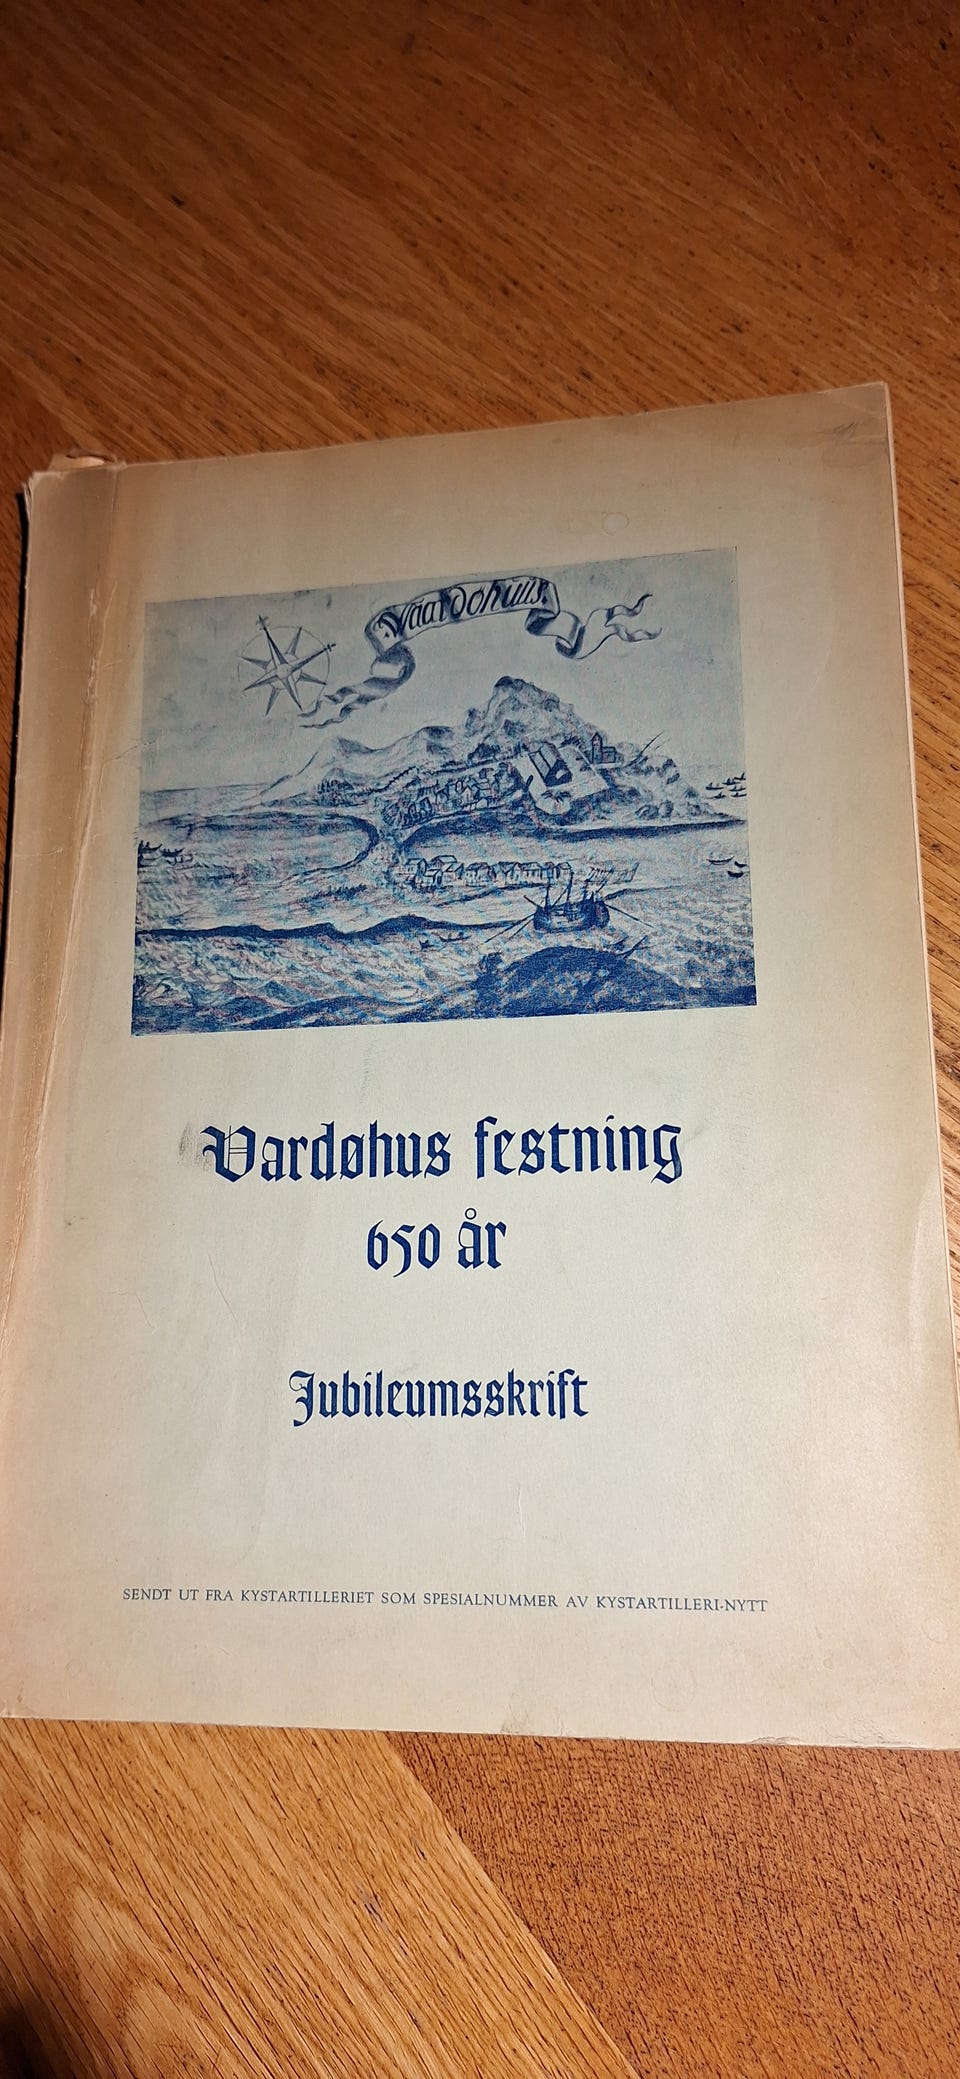 Vaardøhuus.
Vardøhus festning
650 år
Jubileumsskrift
SENDT UT FRA KYSTARTILLERIET SOM SPESIALNUMMER AV KYSTARTILLERI-NYTT